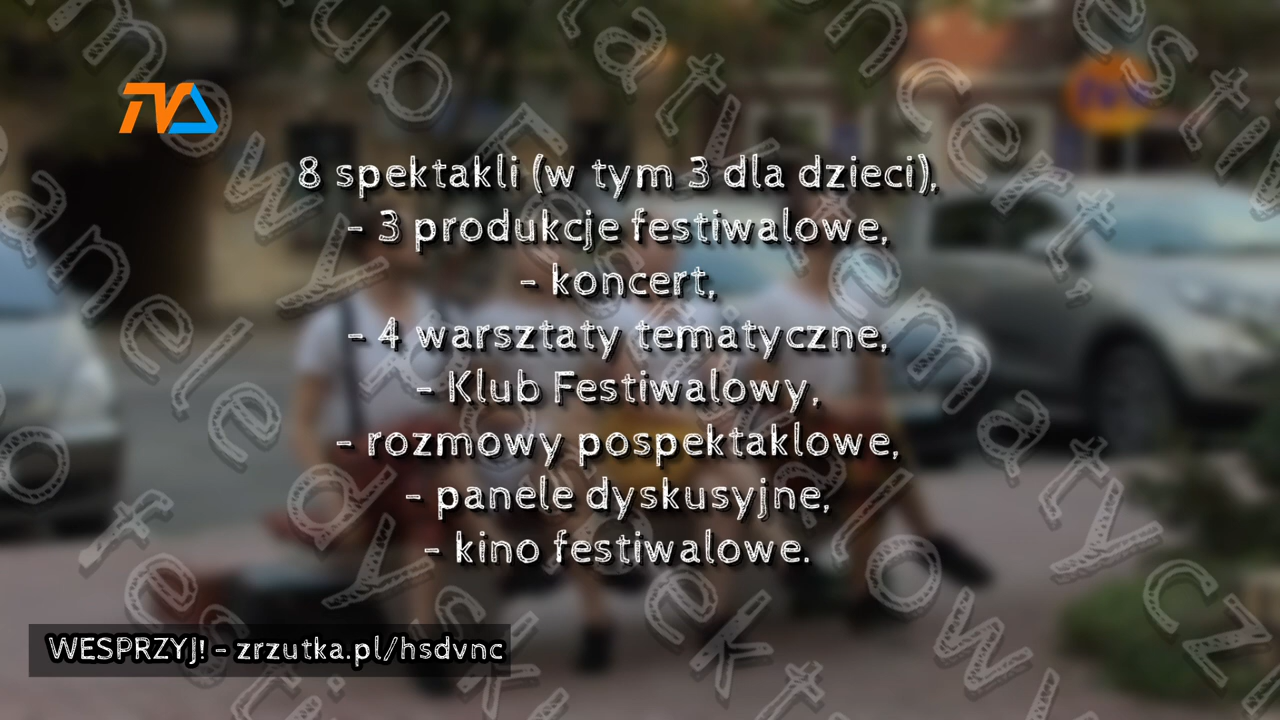 TVA
8 spektakli (w tym 3 dla dzieci),
- 3 produkcje festiwalowe,
- koncert,
- 4 warsztaty tematyczne,
- Klub Festiwalowy,
- rozmowy pospektaklowe,
- panele dyskusyjne,
- kino festiwalowe.
WESPRZYJ! - zrzutka.pl/hsdvnc